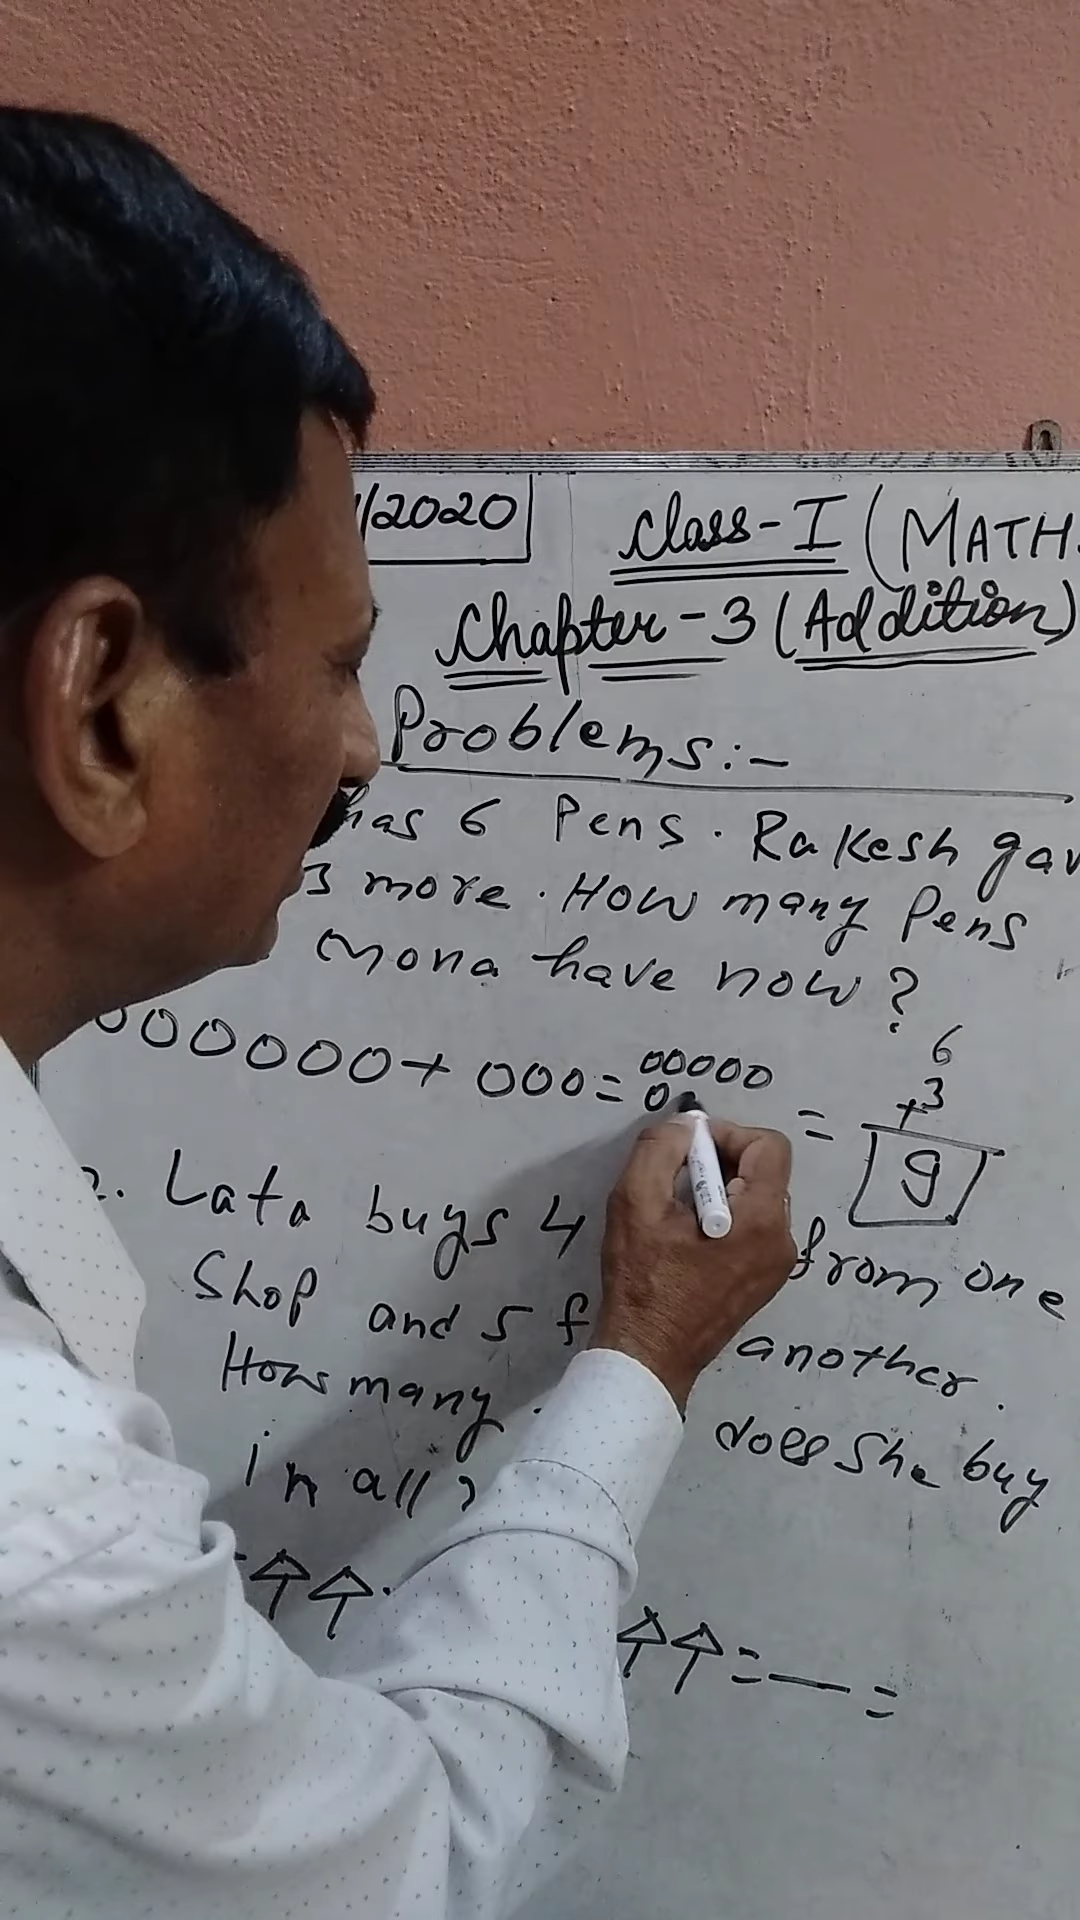 /2020
Class-I (MATH.
Chapter-3 (Addition)
Problems:-
has 6 Pens. Rakesh gav
3 more. How many Pens
Mona have now?
000000+ 000= 00000
0
= 6
+3
9
2. Lata buys 4 from one
Shop and 5 f another.
How many does She buy
in all?
= — =